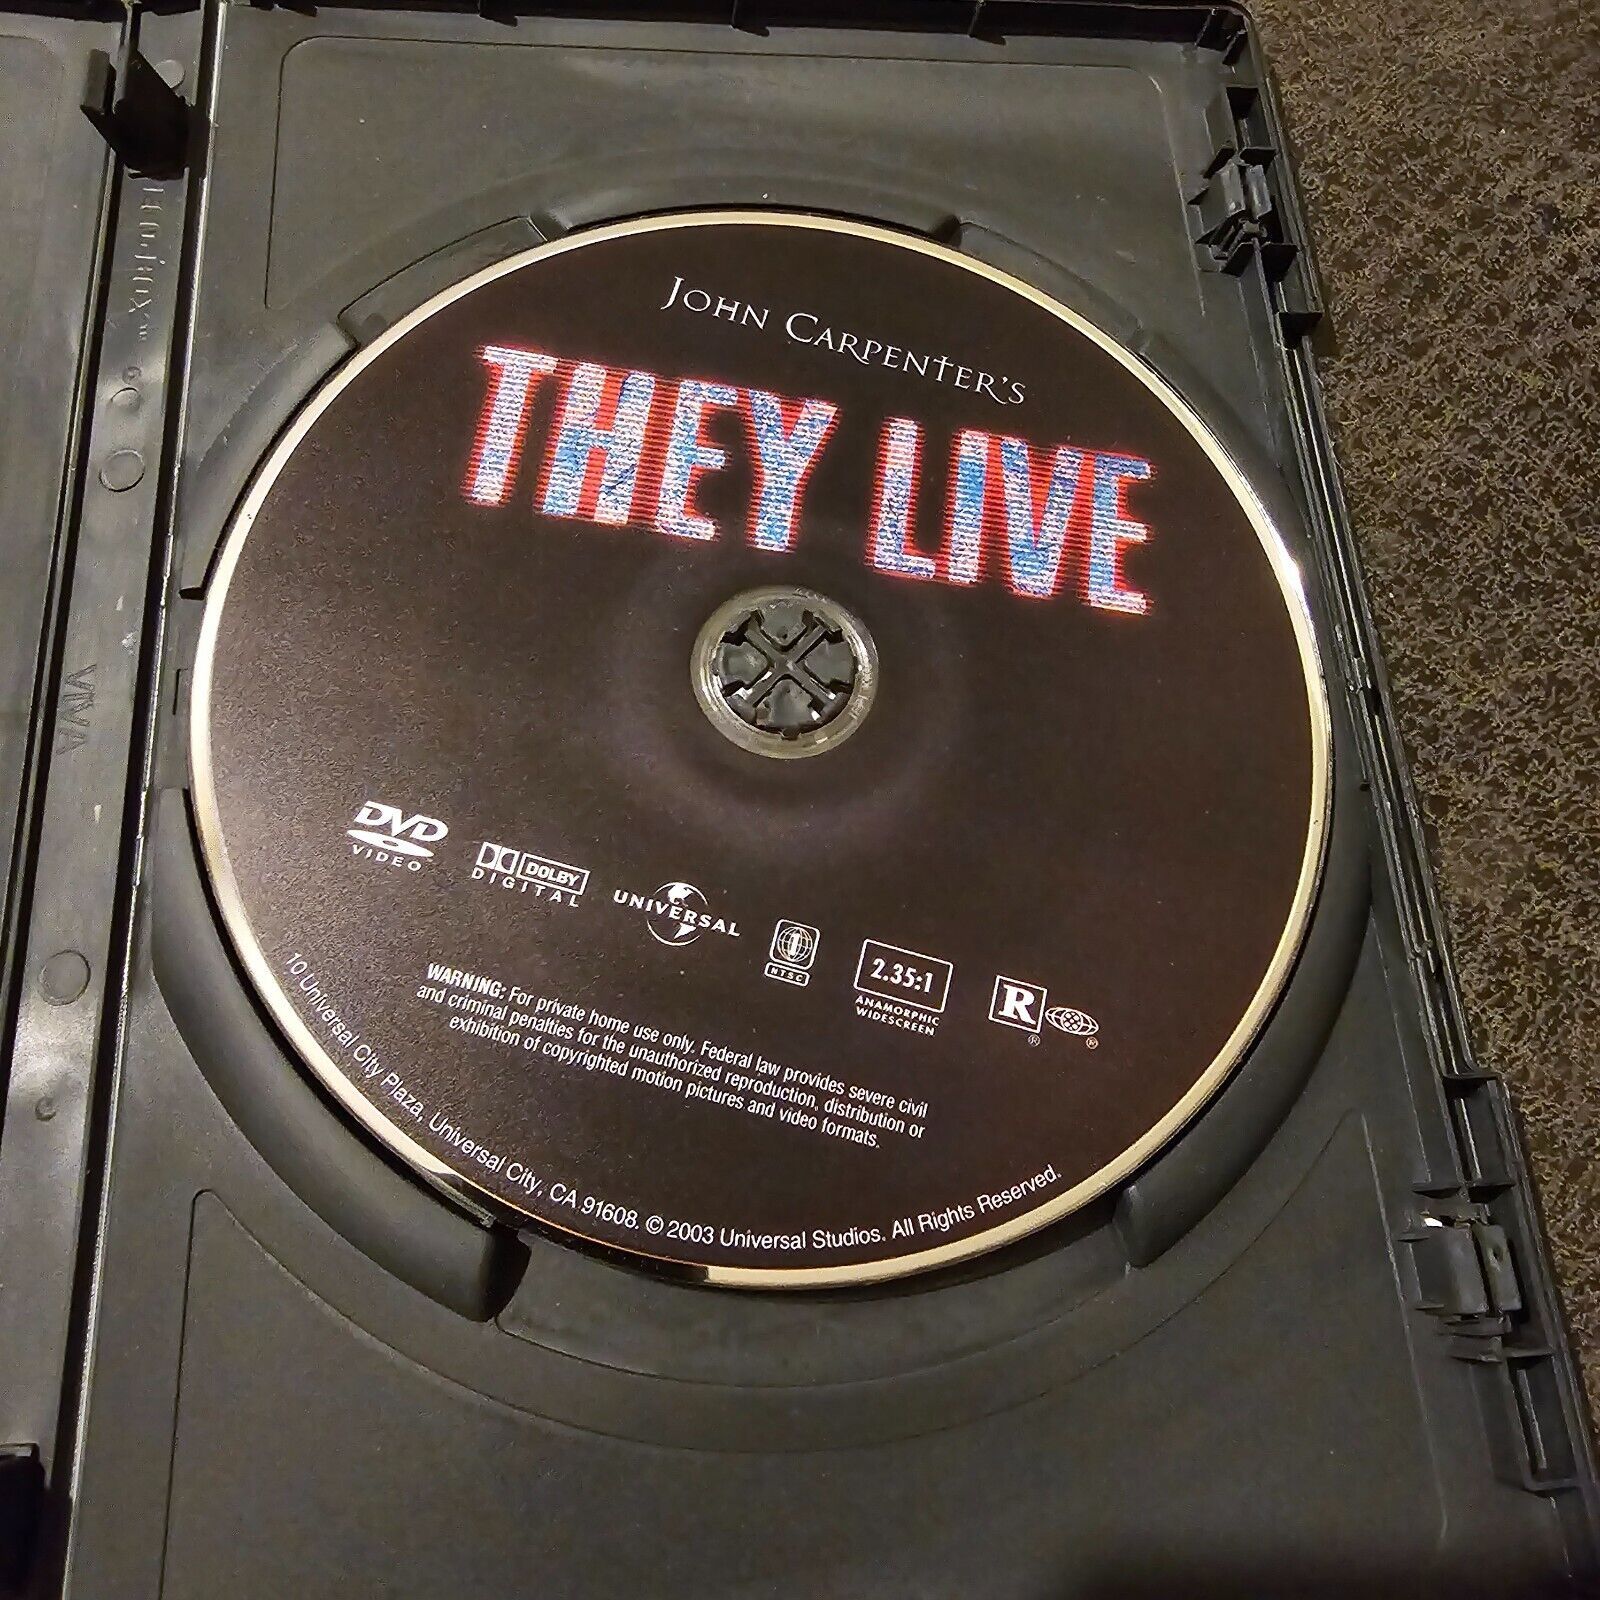 JOHN CARPENTER'S
THEY LIVE
DVD
VIDEO
DOLBY
DIGITAL
UNIVERSAL
1
NTSC
2.35:1
ANAMORPHIC
WIDESCREEN
R
®
®
WARNING: For private home use only. Federal law provides severe civil
and criminal penalties for the unauthorized reproduction, distribution or
exhibition of copyrighted motion pictures and video formats.
10 Universal City Plaza, Universal City, CA 91608. © 2003 Universal Studios. All Rights Reserved.
VIVA